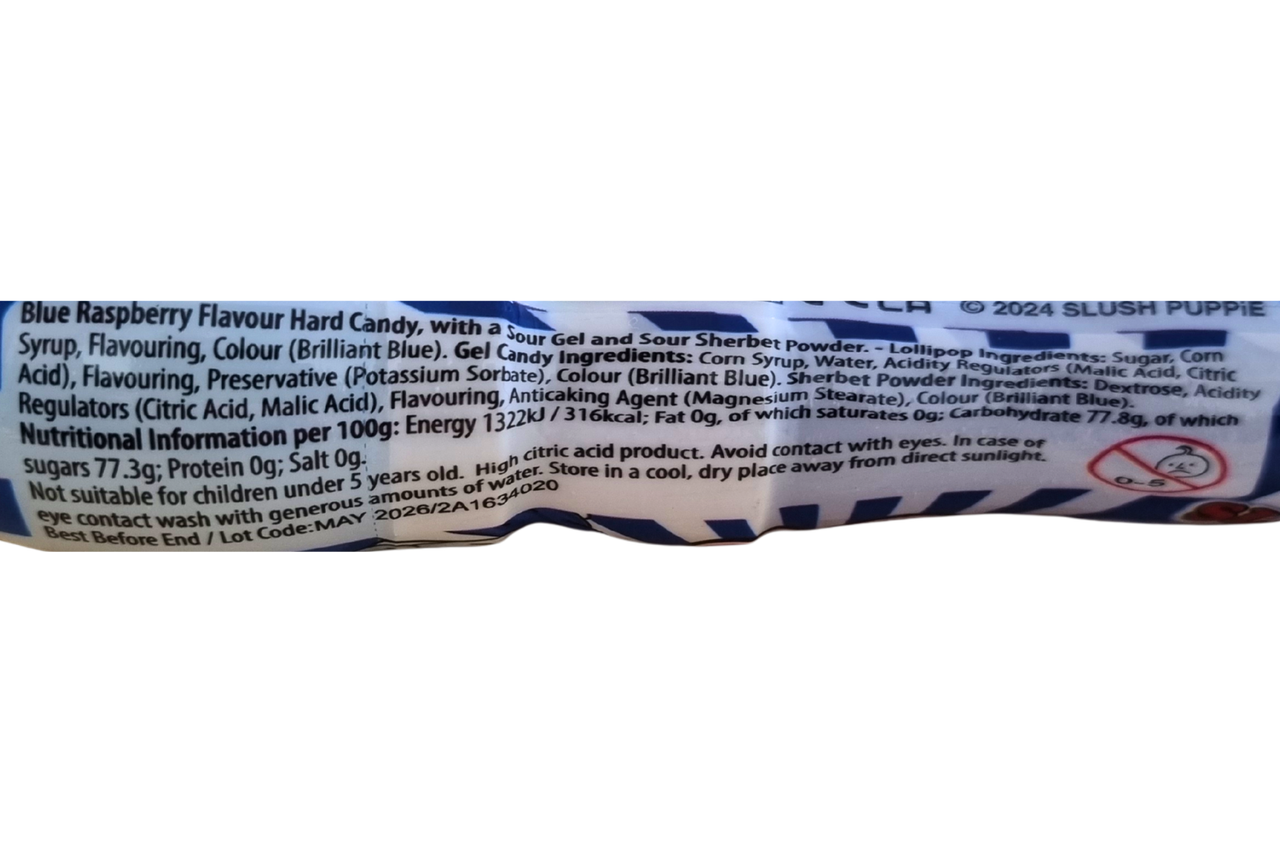 © 2024 SLUSH PUPPiE
Blue Raspberry Flavour Hard Candy, with a Sour Gel and Sour Sherbet Powder. - Lollipop Ingredients: Sugar, Corn
Syrup, Flavouring, Colour (Brilliant Blue). Gel Candy Ingredients: Corn Syrup, Water, Acidity Regulators (Malic Acid, Citric
Acid), Flavouring, Preservative (Potassium Sorbate), Colour (Brilliant Blue). Sherbet Powder Ingredients: Dextrose, Acidity
Regulators (Citric Acid, Malic Acid), Flavouring, Anticaking Agent (Magnesium Stearate), Colour (Brilliant Blue).
Nutritional Information per 100g: Energy 1322kJ / 316kcal; Fat 0g, of which saturates 0g; Carbohydrate 77.8g, of which
sugars 77.3g; Protein 0g; Salt 0g.
Not suitable for children under 5 years old. High citric acid product. Avoid contact with eyes. In case of
eye contact wash with generous amounts of water. Store in a cool, dry place away from direct sunlight.
Best Before End / Lot Code:MAY 2026/2A1634020
0-5